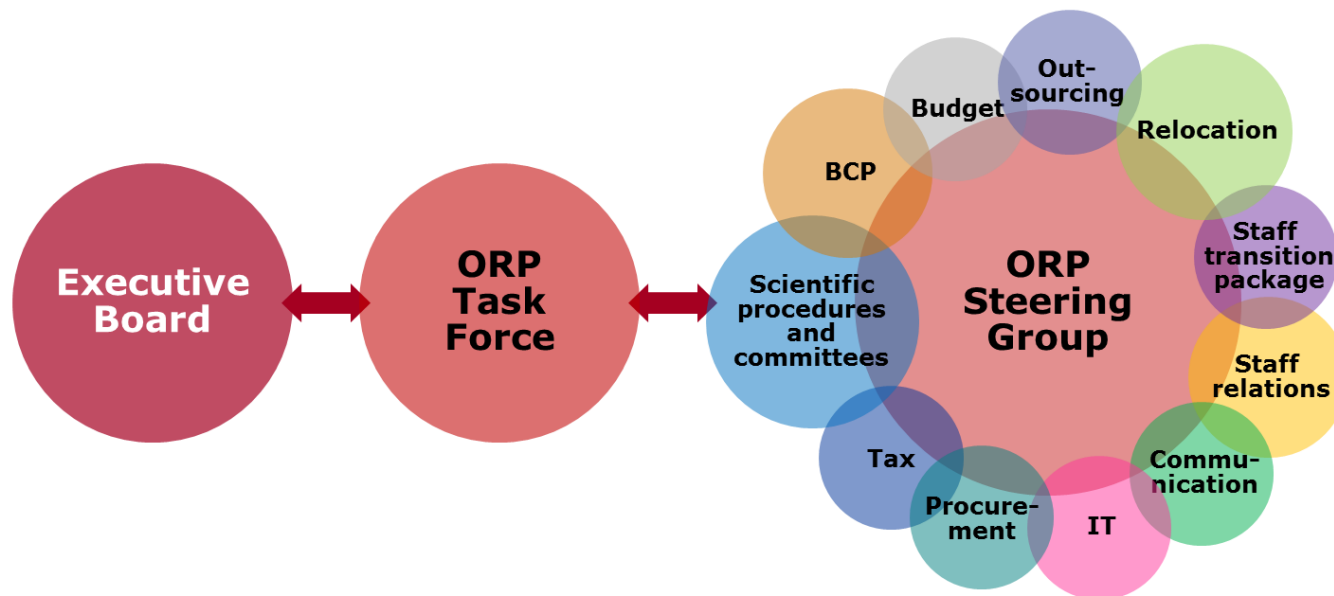 Executive
Board
ORP
Task
Force
ORP
Steering
Group
Out-
sourcing
Relocation
Staff
transition
package
Staff
relations
Commu-
nication
IT
Procure-
ment
Tax
Scientific
procedures
and
committees
BCP
Budget